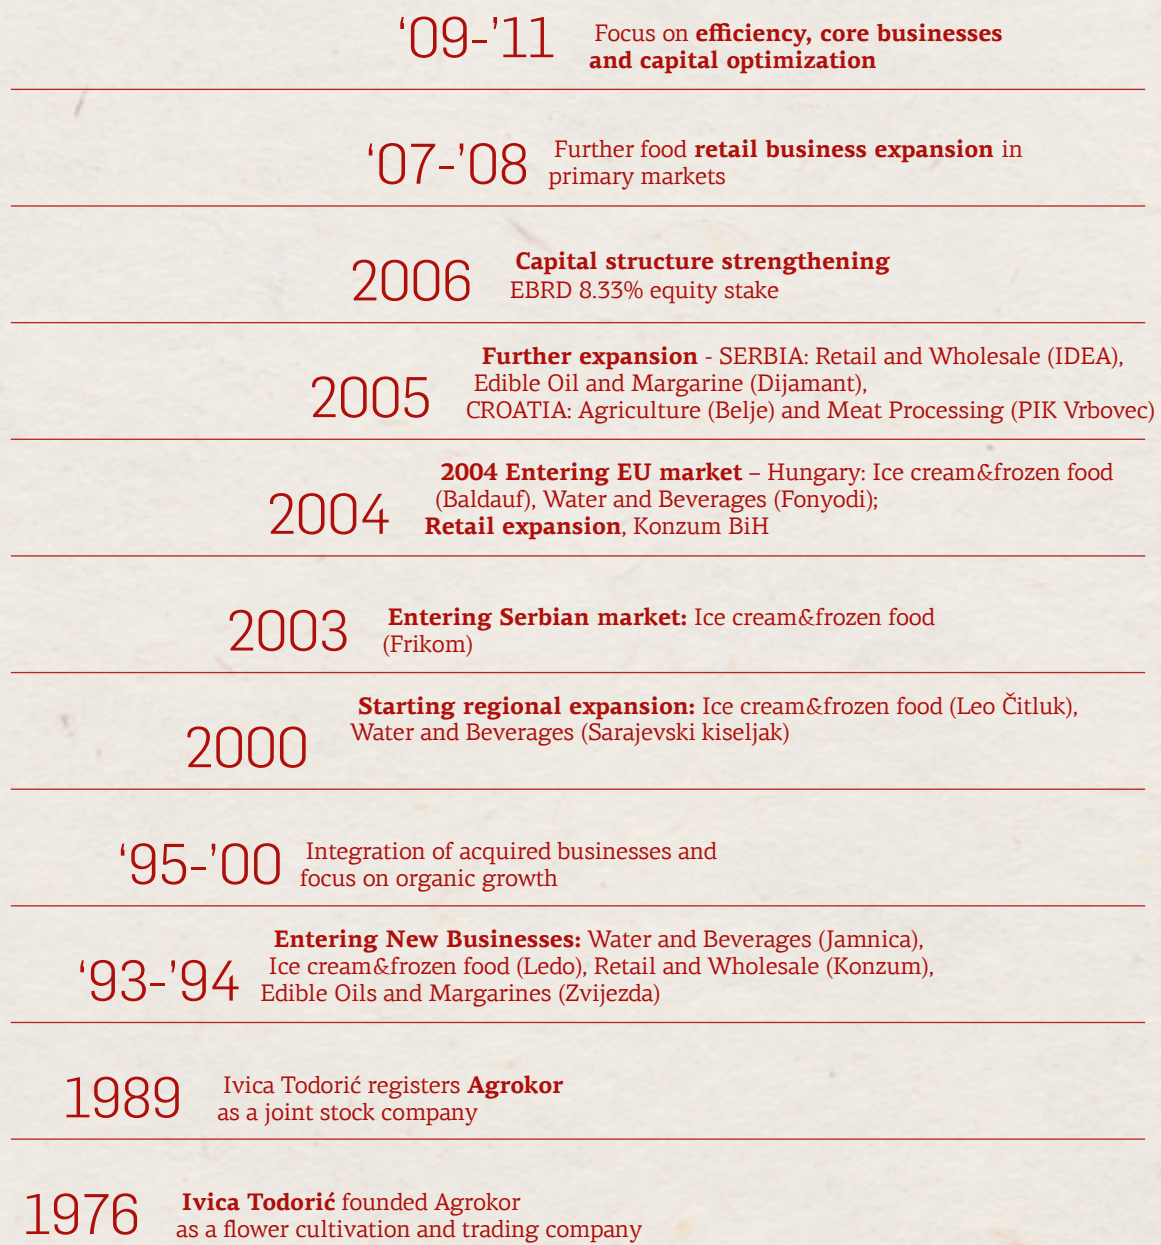 ‘09-’11
Focus on efficiency, core businesses
and capital optimization
‘07-’08
Further food retail business expansion in
primary markets
2006
Capital structure strengthening
EBRD 8.33% equity stake
2005
Further expansion - SERBIA: Retail and Wholesale (IDEA),
Edible Oil and Margarine (Dijamant),
CROATIA: Agriculture (Belje) and Meat Processing (PIK Vrbovec)
2004
2004 Entering EU market – Hungary: Ice cream&frozen food
(Baldauf), Water and Beverages (Fonyodi);
Retail expansion, Konzum BiH
2003
Entering Serbian market: Ice cream&frozen food
(Frikom)
2000
Starting regional expansion: Ice cream&frozen food (Leo Čitluk),
Water and Beverages (Sarajevski kiseljak)
‘95-’00
Integration of acquired businesses and
focus on organic growth
‘93-’94
Entering New Businesses: Water and Beverages (Jamnica),
Ice cream&frozen food (Ledo), Retail and Wholesale (Konzum),
Edible Oils and Margarines (Zvijezda)
1989
Ivica Todorić registers Agrokor
as a joint stock company
1976
Ivica Todorić founded Agrokor
as a flower cultivation and trading company